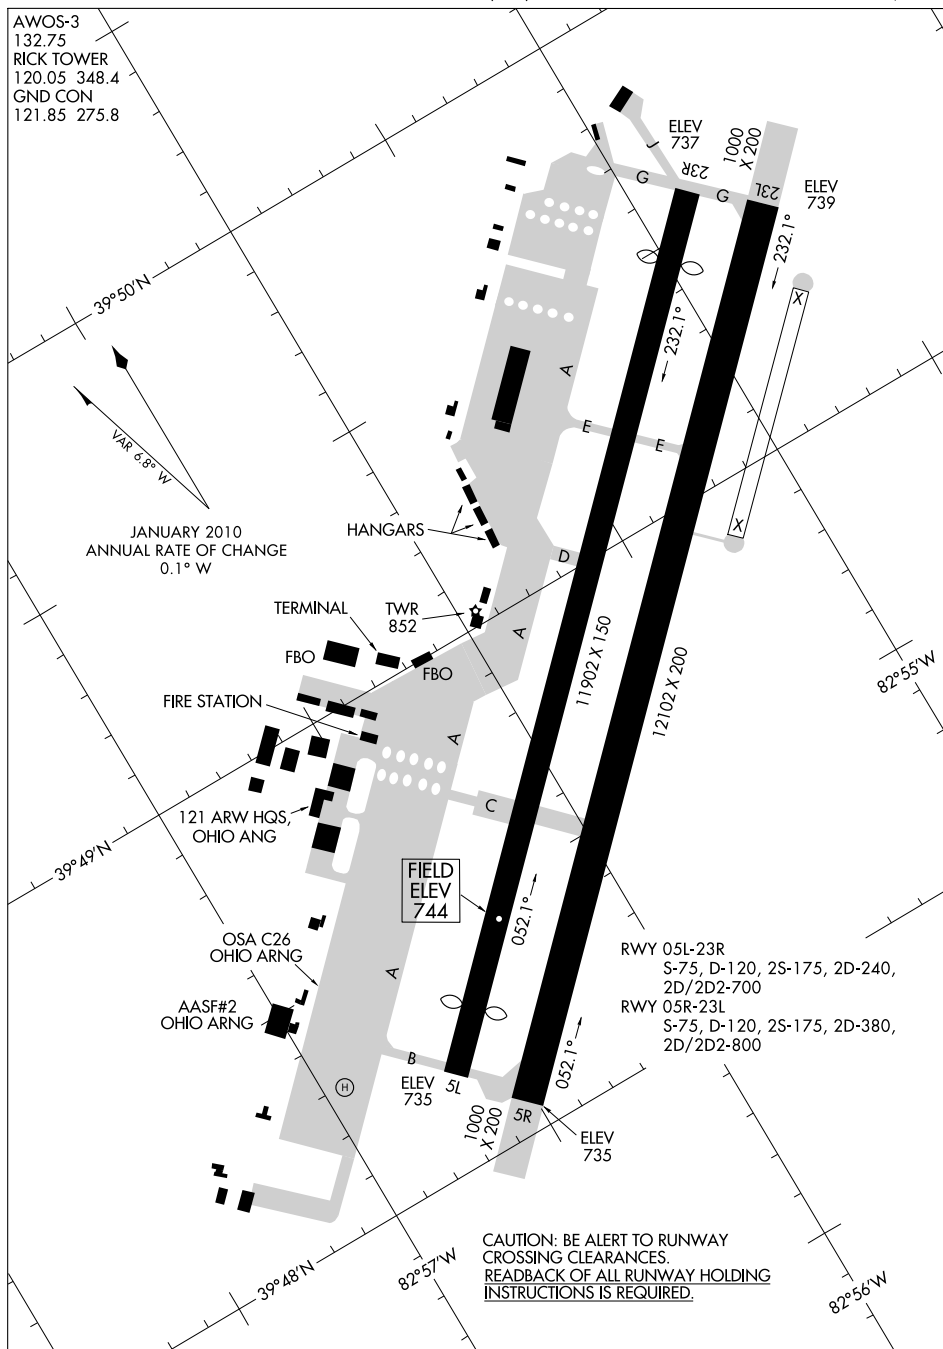 AWOS-3
132.75
RICK TOWER
120.05 348.4
GND CON
121.85 275.8
ELEV
737
1000
X 200
J
G
23R
G
23L
ELEV
739
232.1°
39°50'N
X
232.1°
A
VAR 6.8° W
E
E
X
JANUARY 2010
ANNUAL RATE OF CHANGE
0.1° W
HANGARS
D
TERMINAL
TWR
852
A
FBO
FBO
11902 X 150
12102 X 200
82°55'W
FIRE STATION
A
121 ARW HQS,
OHIO ANG
C
39°49'N
FIELD
ELEV
744
052.1°
OSA C26
OHIO ARNG
A
RWY 05L-23R
S-75, D-120, 2S-175, 2D-240,
2D/2D2-700
RWY 05R-23L
S-75, D-120, 2S-175, 2D-380,
2D/2D2-800
AASF#2
OHIO ARNG
052.1°
B
H
ELEV
735
5L
1000
X 200
5R
ELEV
735
CAUTION: BE ALERT TO RUNWAY
CROSSING CLEARANCES.
READBACK OF ALL RUNWAY HOLDING
INSTRUCTIONS IS REQUIRED.
39°48'N
82°57'W
82°56'W